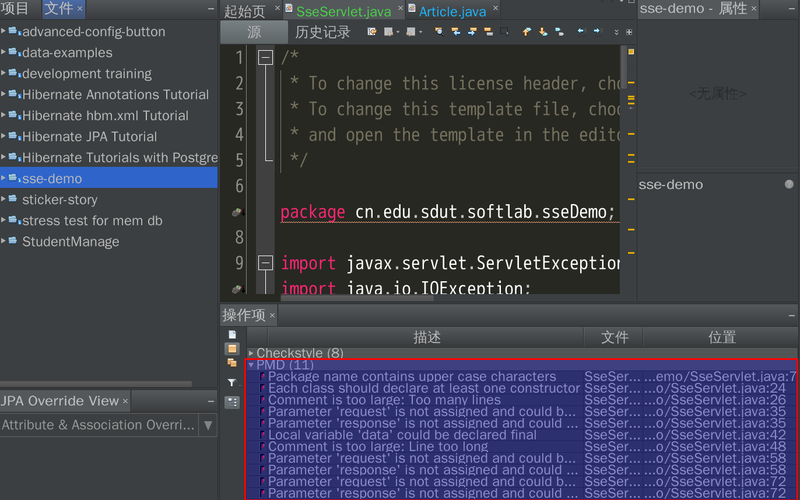 项目 文件 ×
advanced-config-button
data-examples
development training
Hibernate Annotations Tutorial
Hibernate hbm.xml Tutorial
Hibernate JPA Tutorial
Hibernate Tutorials with Postgre
sse-demo
sticker-story
stress test for mem db
StudentManage
JPA Override View ×
Attribute & Association Overri...
起始页 × SseServlet.java × Article.java ×
源 历史记录
1 /*
2 * To change this license header, cho
3 * To change this template file, choo
4 * and open the template in the edito
5 */
6
package cn.edu.sdut.softlab.sseDemo;
8
9 import javax.servlet.ServletException
import java.io.IOException;
sse-demo - 属性 ×
<无属性>
sse-demo
操作项 ×
描述 文件 位置
Checkstyle (8)
PMD (11)
Package name contains upper case characters SseSer... ...emo/SseServlet.java:7
Each class should declare at least one constructor SseSer... ...o/SseServlet.java:24
Comment is too large: Too many lines SseSer... ...o/SseServlet.java:26
Parameter 'request' is not assigned and could b... SseSer... ...o/SseServlet.java:35
Parameter 'response' is not assigned and could ... SseSer... ...o/SseServlet.java:35
Local variable 'data' could be declared final SseSer... ...o/SseServlet.java:42
Comment is too large: Line too long SseSer... ...o/SseServlet.java:48
Parameter 'request' is not assigned and could b... SseSer... ...o/SseServlet.java:58
Parameter 'response' is not assigned and could ... SseSer... ...o/SseServlet.java:58
Parameter 'request' is not assigned and could b... SseSer... ...o/SseServlet.java:72
Parameter 'response' is not assigned and could ... SseSer... ...o/SseServlet.java:72